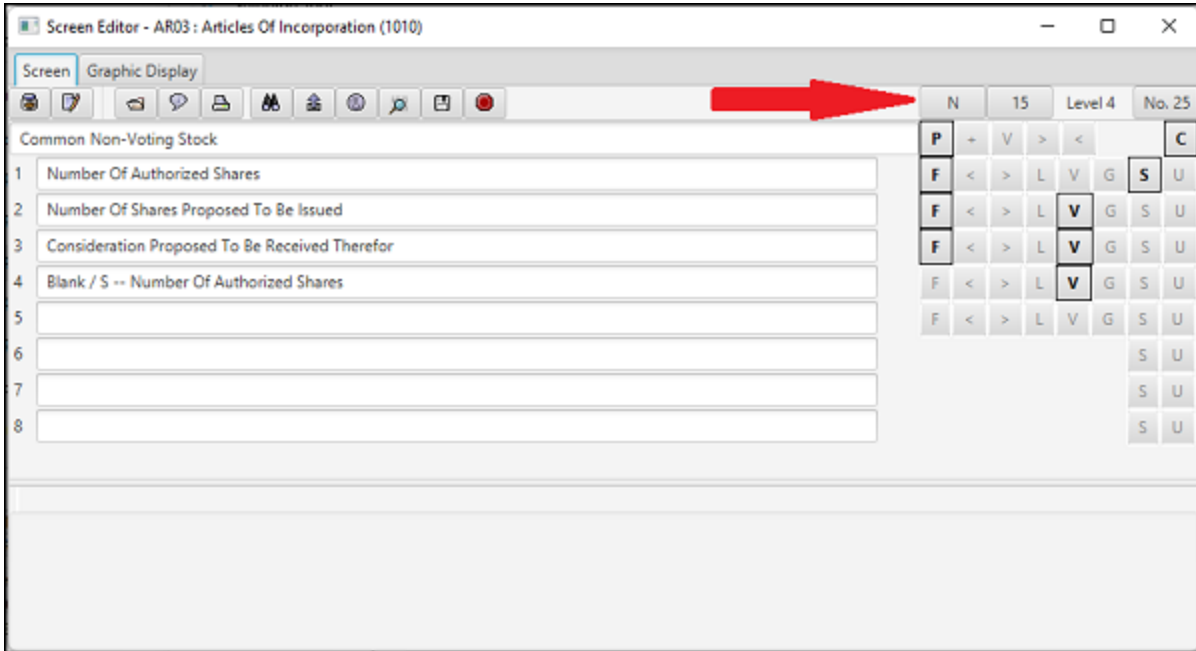 Screen Editor - AR03 : Articles Of Incorporation (1010)
Screen Graphic Display
N 15 Level 4 No. 25
Common Non-Voting Stock P + V > < C
1 Number Of Authorized Shares F < > L V G S U
2 Number Of Shares Proposed To Be Issued F < > L V G S U
3 Consideration Proposed To Be Received Therefor F < > L V G S U
4 Blank / S -- Number Of Authorized Shares F < > L V G S U
5 F < > L V G S U
6 S U
7 S U
8 S U